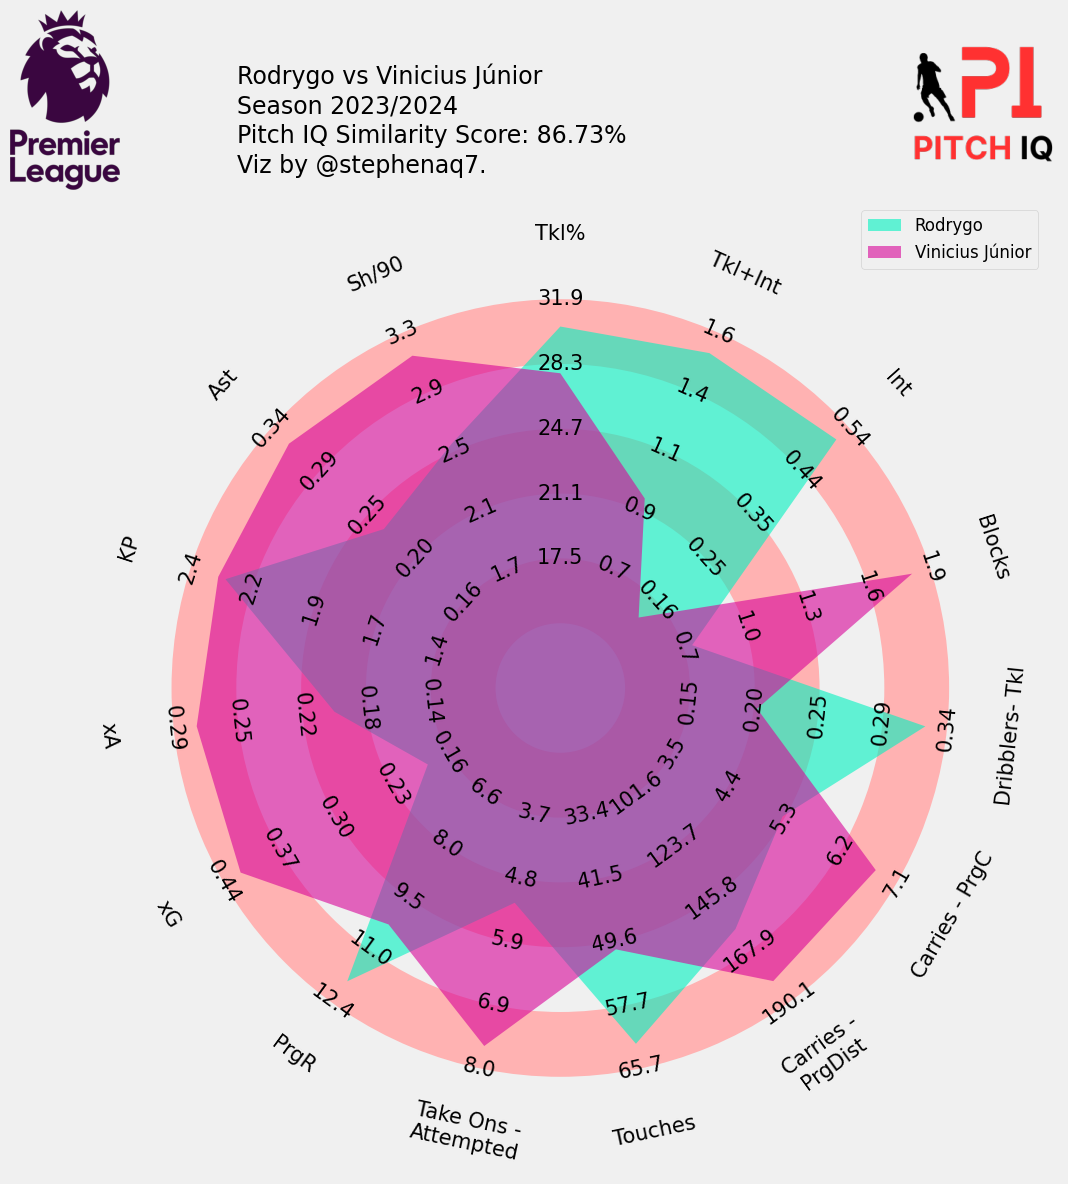 Premier
League
Rodrygo vs Vinicius Júnior
Season 2023/2024
Pitch IQ Similarity Score: 86.73%
Viz by @stephenaq7.
PI
PITCH IQ
Rodrygo
Vinicius Júnior
Tkl%
17.5
21.1
24.7
28.3
31.9
Tkl+Int
0.7
0.9
1.1
1.4
1.6
Int
0.16
0.25
0.35
0.44
0.54
Blocks
0.7
1.0
1.3
1.6
1.9
Dribblers- Tkl
0.15
0.20
0.25
0.29
0.34
Carries - PrgC
3.5
4.4
5.3
6.2
7.1
Carries -
PrgDist
101.6
123.7
145.8
167.9
190.1
Touches
33.4
41.5
49.6
57.7
65.7
Take Ons -
Attempted
3.7
4.8
5.9
6.9
8.0
PrgR
6.6
8.0
9.5
11.0
12.4
xG
0.16
0.23
0.30
0.37
0.44
xA
0.14
0.18
0.22
0.25
0.29
KP
1.4
1.7
1.9
2.2
2.4
Ast
0.16
0.20
0.25
0.29
0.34
Sh/90
1.7
2.1
2.5
2.9
3.3